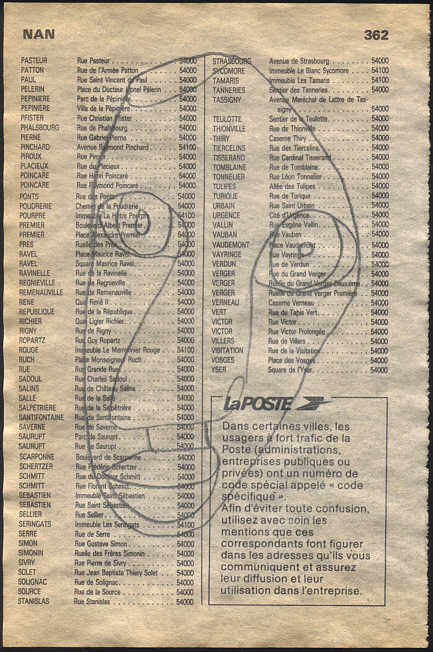 NAN 362
PASTEUR Rue Pasteur 54000
PATTON Rue de l'Armée Patton 54000
PAUL Rue Saint Vincent de Paul 54000
PELERIN Place du Docteur Lionel Pélerin 54000
PEPINIERE Parc de la Pépinière 54000
PEPINIERE Ville de la Pépinière 54000
PFISTER Rue Christian Pfister 54000
PHALSBOURG Rue de Phalsbourg 54000
PIERNE Rue Gabriel Pierné 54000
PINCHARD Avenue Raymond Pinchard 54100
PIROUX Rue Piroux 54000
PLACIEUX Rue du Placieux 54000
POINCARE Rue Henri Poincaré 54000
POINCARE Rue Raymond Poincaré 54000
PONTS Rue des Ponts 54000
POUDRERIE Chemin de la Poudrerie 54000
POURPRE Immeuble Le Hêtre Pourpre 54100
PREMIER Boulevard Albert Premier 54000
PREMIER Place Alexandre Premier 54000
PRES Ruelle des Prés 54000
RAVEL Place Maurice Ravel 54000
RAVEL Square Maurice Ravel 54000
RAVINELLE Rue de la Ravinelle 54000
REGNIEVILLE Rue de Regniéville 54000
REMENAUVILLE Rue de Remenauville 54000
RENE Quai René II 54000
REPUBLIQUE Rue de la République 54000
RICHIER Quai Ligier Richier 54000
RIGNY Rue de Rigny 54000
ROPARTZ Rue Guy Ropartz 54000
ROUGE Immeuble Le Marronnier Rouge 54100
RUCH Place Monseigneur Ruch 54000
RUE Rue Grande Rue 54000
SADOUL Rue Charles Sadoul 54000
SALINS Rue de Château Salins 54000
SALLE Rue de la Salle 54000
SALPETRIERE Rue de la Salpêtrière 54000
SANTIFONTAINE Rue de Santifontaine 54000
SAVERNE Rue de Saverne 54000
SAURUPT Parc de Saurupt 54000
SAURUPT Rue de Saurupt 54000
SCARPONNE Boulevard de Scarponne 54000
SCHERTZER Rue Frédéric Schertzer 54000
SCHMITT Rue du Docteur Schmitt 54000
SCHMITT Rue Florent Schmitt 54000
SEBASTIEN Immeuble Saint Sébastien 54000
SEBASTIEN Rue Saint Sébastien 54000
SELLIER Rue Sellier 54000
SERINGATS Immeuble Les Seringats 54100
SERRE Rue de Serre 54000
SIMON Rue Gustave Simon 54000
SIMONIN Ruelle des Frères Simonin 54000
SIVRY Rue Pierre de Sivry 54000
SOLET Rue Jean Baptiste Thiery Solet 54000
SOLIGNAC Rue de Solignac 54000
SOURCE Rue de la Source 54000
STANISLAS Rue Stanislas 54000
STRASBOURG Avenue de Strasbourg 54000
SYCOMORE Immeuble Le Blanc Sycomore 54100
TAMARIS Immeuble Les Tamaris 54100
TANNERIES Sentier des Tanneries 54000
TASSIGNY Avenue Maréchal de Lattre de Tas-
signy 54000
TEULOTTE Sentier de la Teulotte 54000
THIONVILLE Rue de Thionville 54000
THIRY Caserne Thiry 54000
TIERCELINS Rue des Tiercelins 54000
TISSERAND Rue Cardinal Tisserand 54000
TOMBLAINE Rue de Tomblaine 54000
TONNELIER Rue Léon Tonnellier 54000
TULIPES Allée des Tulipes 54000
TURIQUE Rue de Turique 54000
URBAIN Rue Saint Urbain 54000
URGENCE Cité d'Urgence 54000
VALLIN Rue Eugène Vallin 54000
VAUBAN Rue Vauban 54000
VAUDEMONT Place Vaudémont 54000
VAYRINGE Rue Vayringe 54000
VERDUN Rue de Verdun 54000
VERGER Rue du Grand Verger 54000
VERGER Ruelle du Grand Verger Deuxième 54000
VERGER Ruelle du Grand Verger Première 54000
VERNEAU Caserne Verneau 54000
VERT Rue du Tapis Vert 54000
VICTOR Rue Victor 54000
VICTOR Rue Victor Prolongée 54000
VILLERS Rue de Villers 54000
VISITATION Rue de la Visitation 54000
VOSGES Place des Vosges 54000
YSER Square de l'Yser 54000
LA POSTE
Dans certaines villes, les
usagers à fort trafic de la
Poste (administrations,
entreprises publiques ou
privées) ont un numéro de
code spécial appelé « code
spécifique ».
Afin d'éviter toute confusion,
utilisez avec soin les
mentions que ces
correspondants font figurer
dans les adresses qu'ils vous
communiquent et assurez
leur diffusion et leur
utilisation dans l'entreprise.